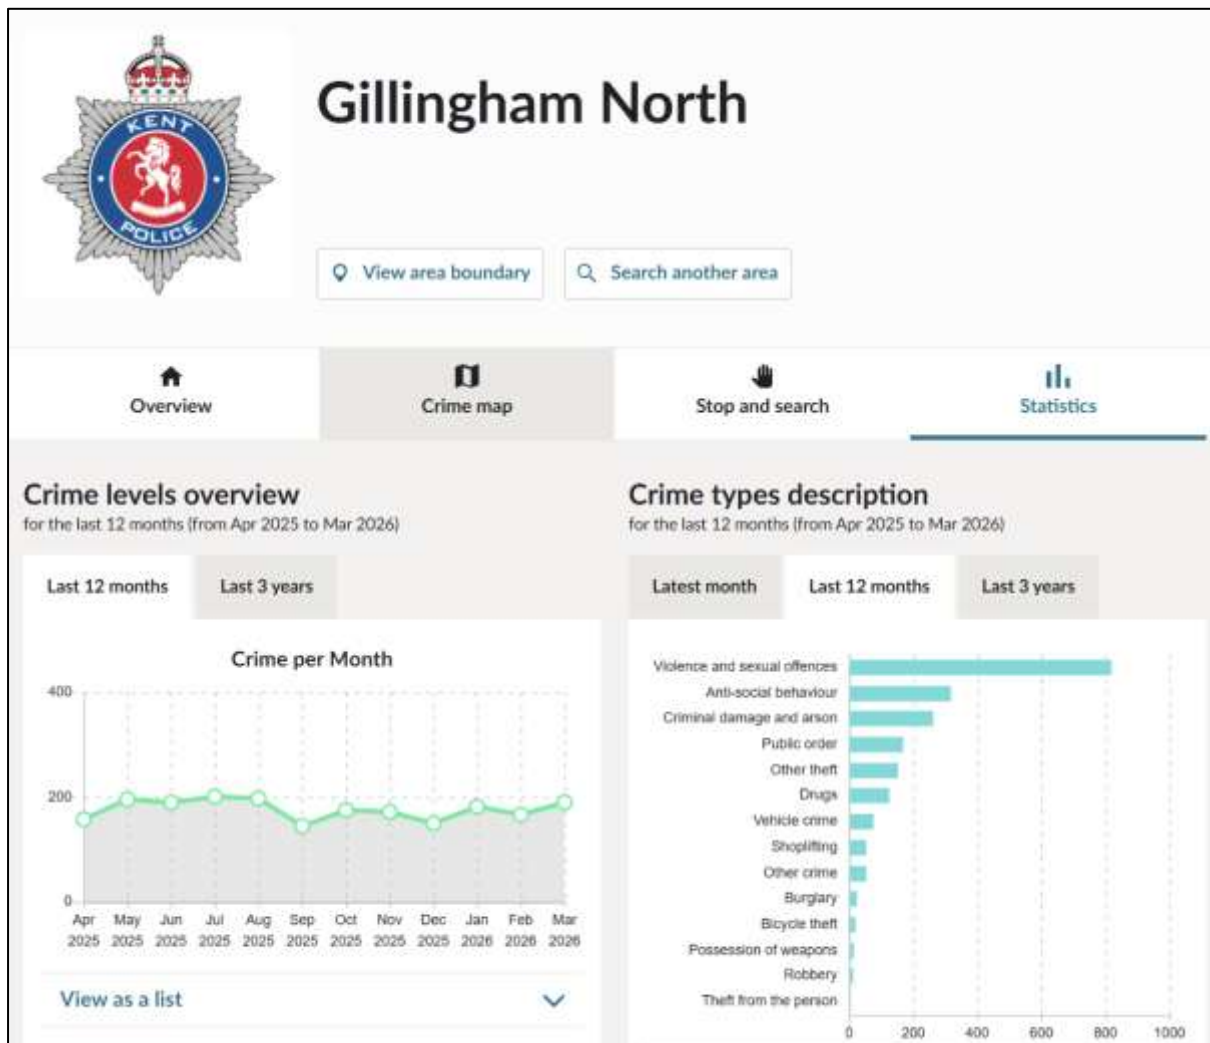 KENT
POLICE
Gillingham North
View area boundary
Search another area
Overview
Crime map
Stop and search
Statistics
Crime levels overview
for the last 12 months (from Apr 2025 to Mar 2026)
Last 12 months
Last 3 years
Crime per Month
400
200
0
Apr May Jun Jul Aug Sep Oct Nov Dec Jan Feb Mar
2025 2025 2025 2025 2025 2025 2025 2025 2025 2026 2026 2026
View as a list
Crime types description
for the last 12 months (from Apr 2025 to Mar 2026)
Latest month
Last 12 months
Last 3 years
Violence and sexual offences
Anti-social behaviour
Criminal damage and arson
Public order
Other theft
Drugs
Vehicle crime
Shoplifting
Other crime
Burglary
Bicycle theft
Possession of weapons
Robbery
Theft from the person
0 200 400 600 800 1000